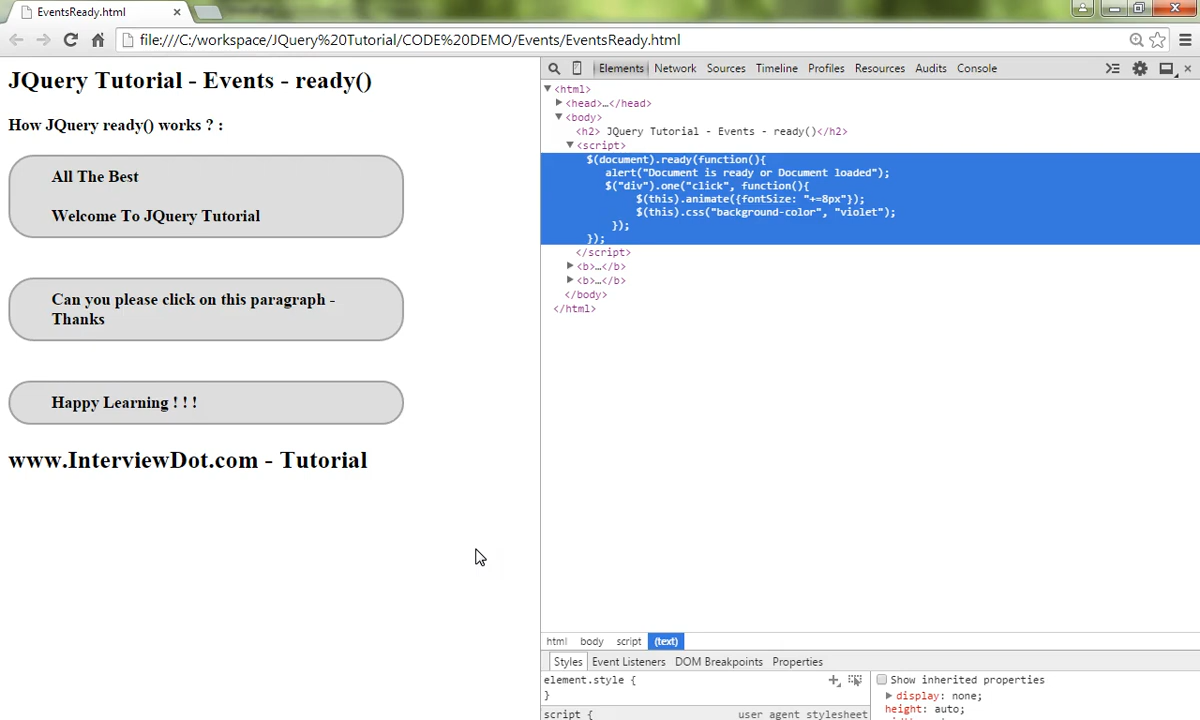 EventsReady.html
file:///C:/workspace/JQuery%20Tutorial/CODE%20DEMO/Events/EventsReady.html
JQuery Tutorial - Events - ready()
How JQuery ready() works ? :
All The Best
Welcome To JQuery Tutorial
Can you please click on this paragraph -
Thanks
Happy Learning ! ! !
www.InterviewDot.com - Tutorial
Elements Network Sources Timeline Profiles Resources Audits Console
<html>
<head>…</head>
<body>
<h2> JQuery Tutorial - Events - ready()</h2>
<script>
$(document).ready(function(){
alert("Document is ready or Document loaded");
$("div").one("click", function(){
$(this).animate({fontSize: "+=8px"});
$(this).css("background-color", "violet");
});
});
</script>
<b>…</b>
<b>…</b>
</body>
</html>
html body script (text)
Styles Event Listeners DOM Breakpoints Properties
element.style {
}
script { user agent stylesheet
Show inherited properties
display: none;
height: auto;